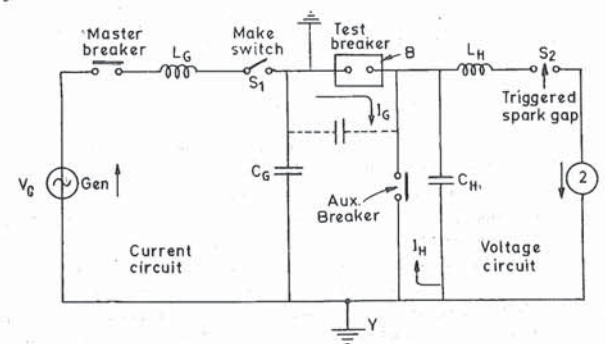 Master
breaker
L_G
Make
switch
S_1
Test
breaker
B
L_H
S_2
Triggered
spark gap
I_G
V_G
Gen
C_G
Aux.
Breaker
C_H
2
Current
circuit
I_H
Voltage
circuit
Y